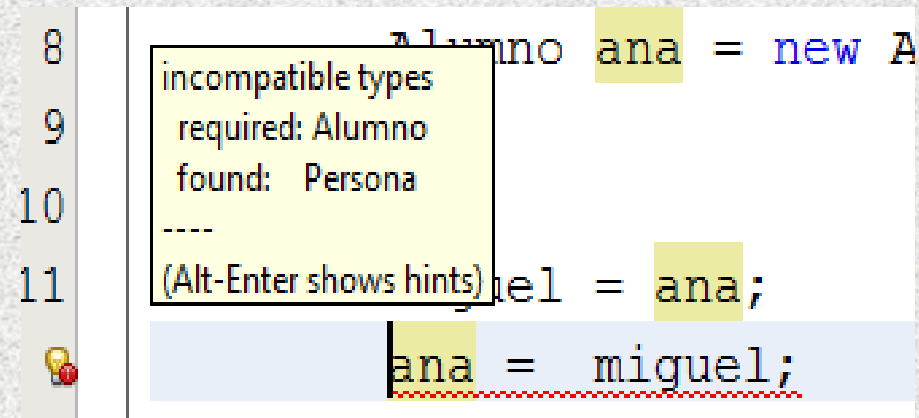 8 Alumno ana = new A
incompatible types
9
required: Alumno
found: Persona
10
----
(Alt-Enter shows hints)
11 = ana;
ana = miguel;